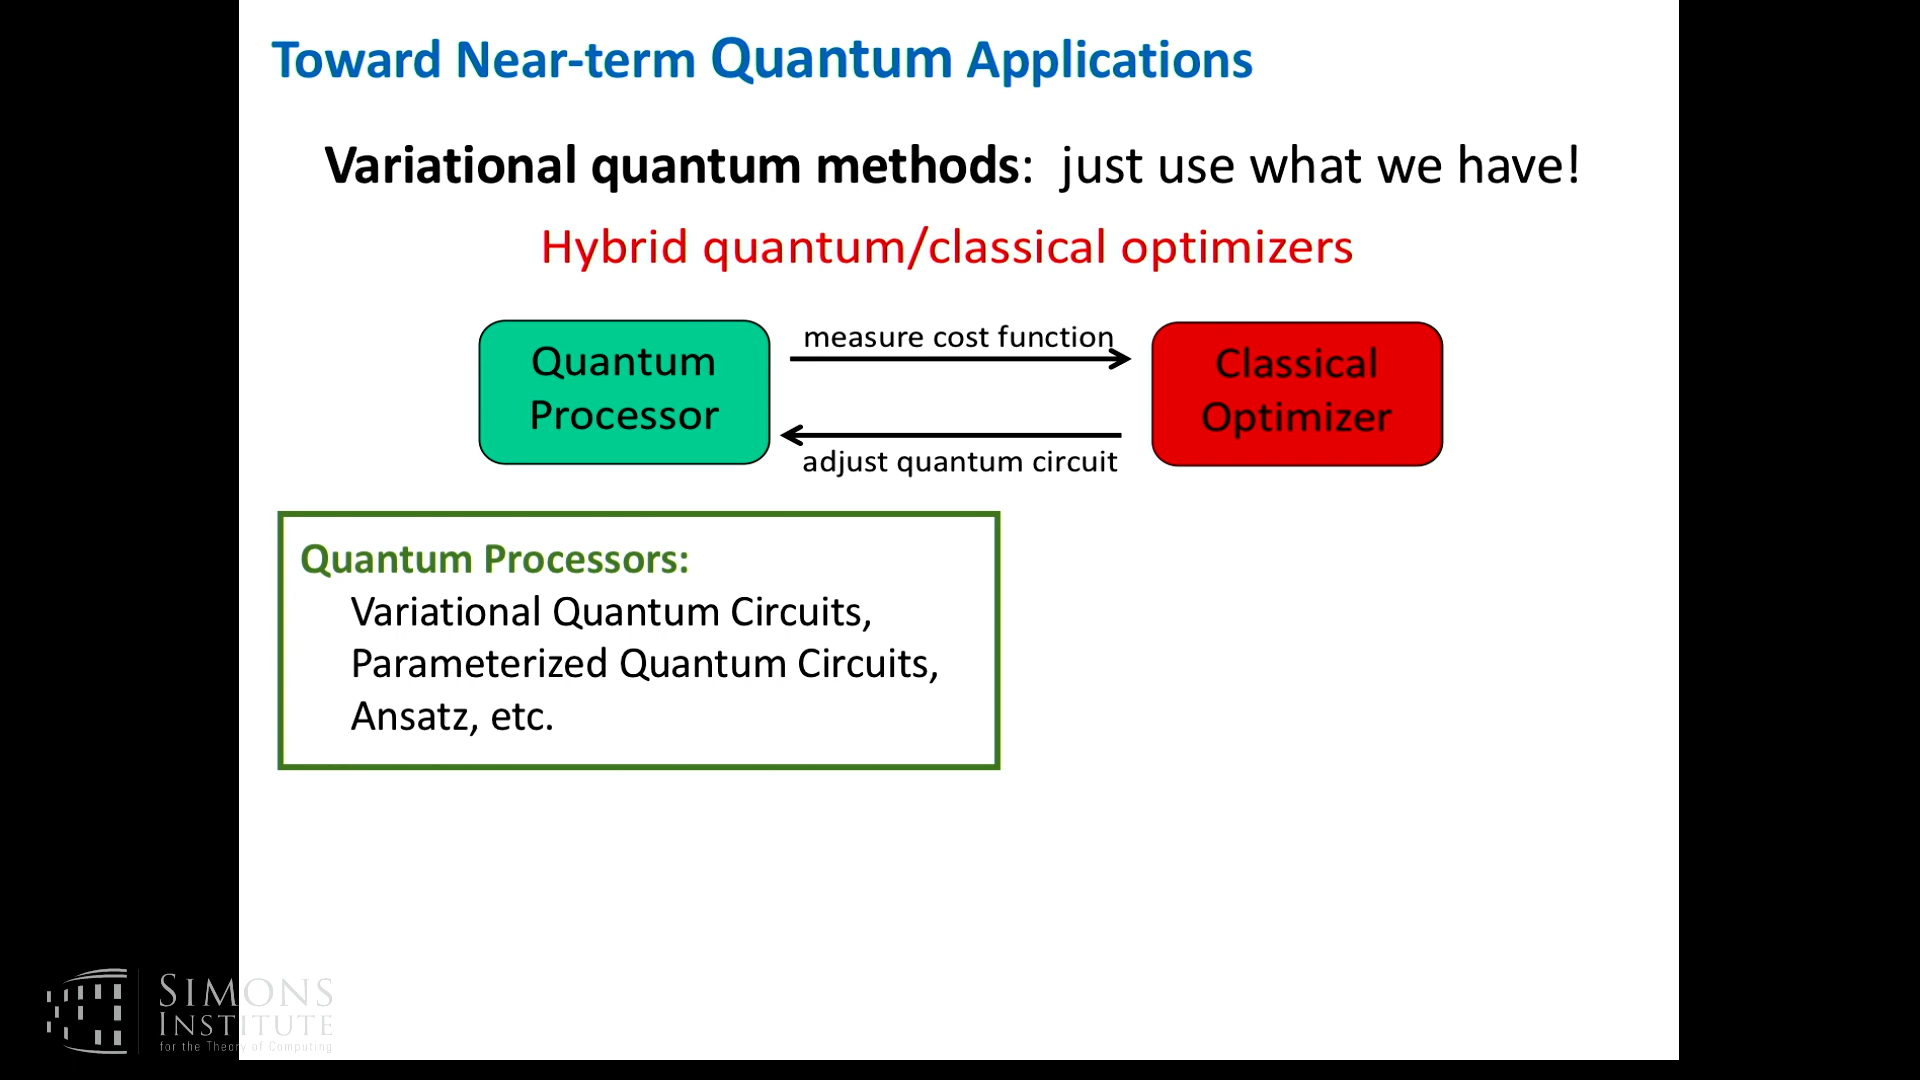 Toward Near-term Quantum Applications
Variational quantum methods: just use what we have!
Hybrid quantum/classical optimizers
Quantum
Processor
measure cost function
adjust quantum circuit
Classical
Optimizer
Quantum Processors:
Variational Quantum Circuits,
Parameterized Quantum Circuits,
Ansatz, etc.
SIMONS
INSTITUTE
for the Theory of Computing